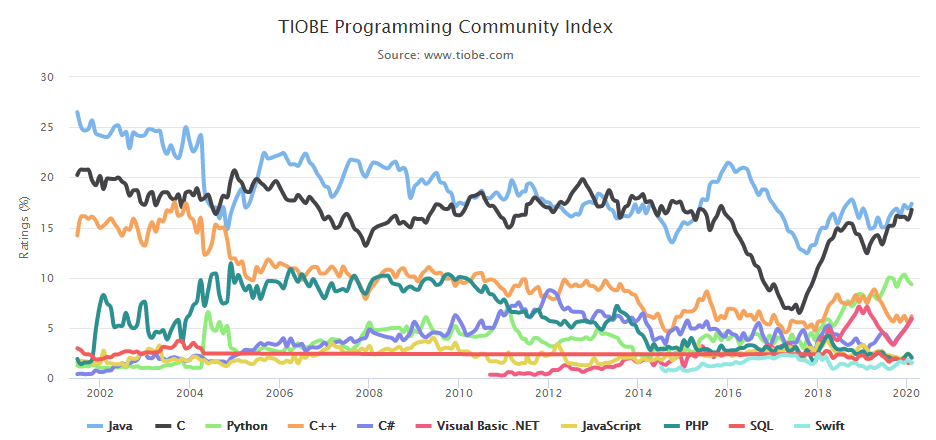 TIOBE Programming Community Index
Source: www.tiobe.com
Ratings (%)
30
25
20
15
10
5
0
2002 2004 2006 2008 2010 2012 2014 2016 2018 2020
Java C Python C++ C# Visual Basic .NET JavaScript PHP SQL Swift